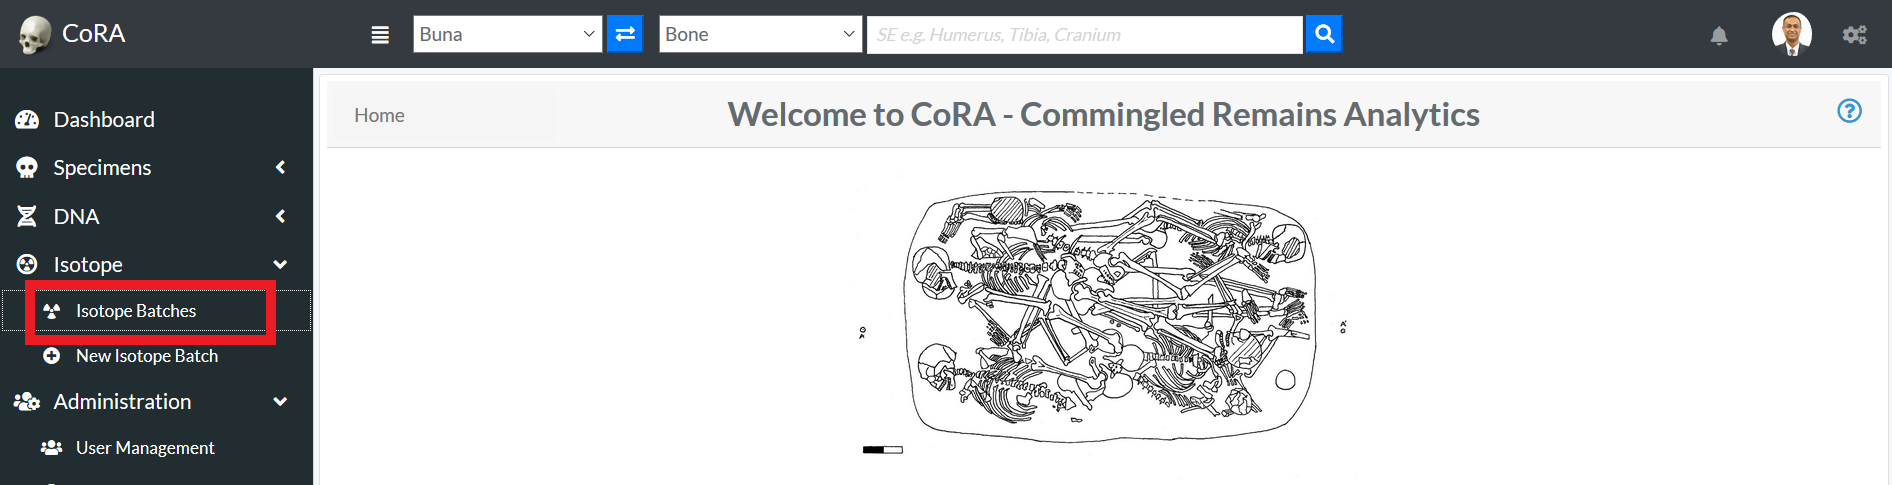 CoRA
Buna
Bone
SE e.g. Humerus, Tibia, Cranium
Dashboard
Specimens
DNA
Isotope
Isotope Batches
New Isotope Batch
Administration
User Management
Home
Welcome to CoRA - Commingled Remains Analytics